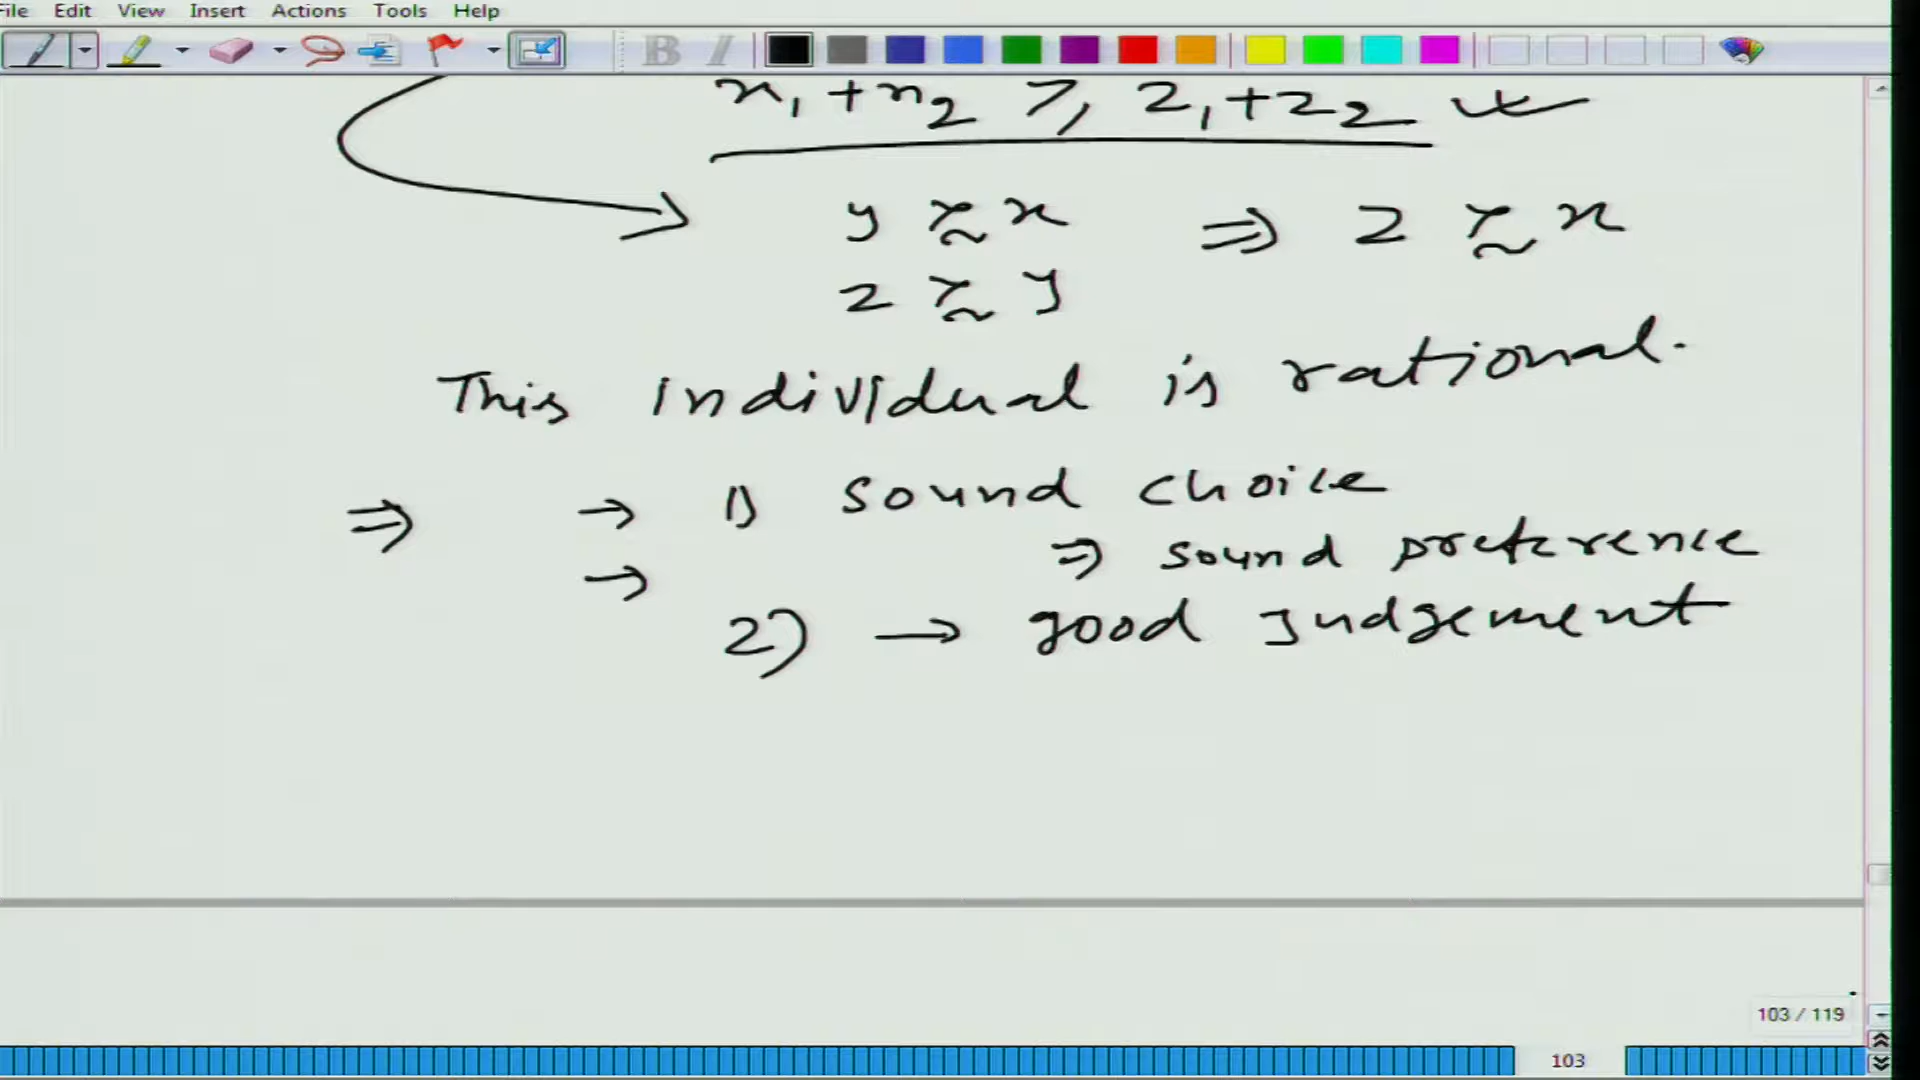 File Edit View Insert Actions Tools Help
B I
x₁+x₂ ≥ z₁+z₂
y ≿ x ⇒ z ≿ x
z ≿ y
This individual is rational.
⇒ → 1) sound choice
→ ⇒ sound preference
2) → good judgement
103 / 119
103